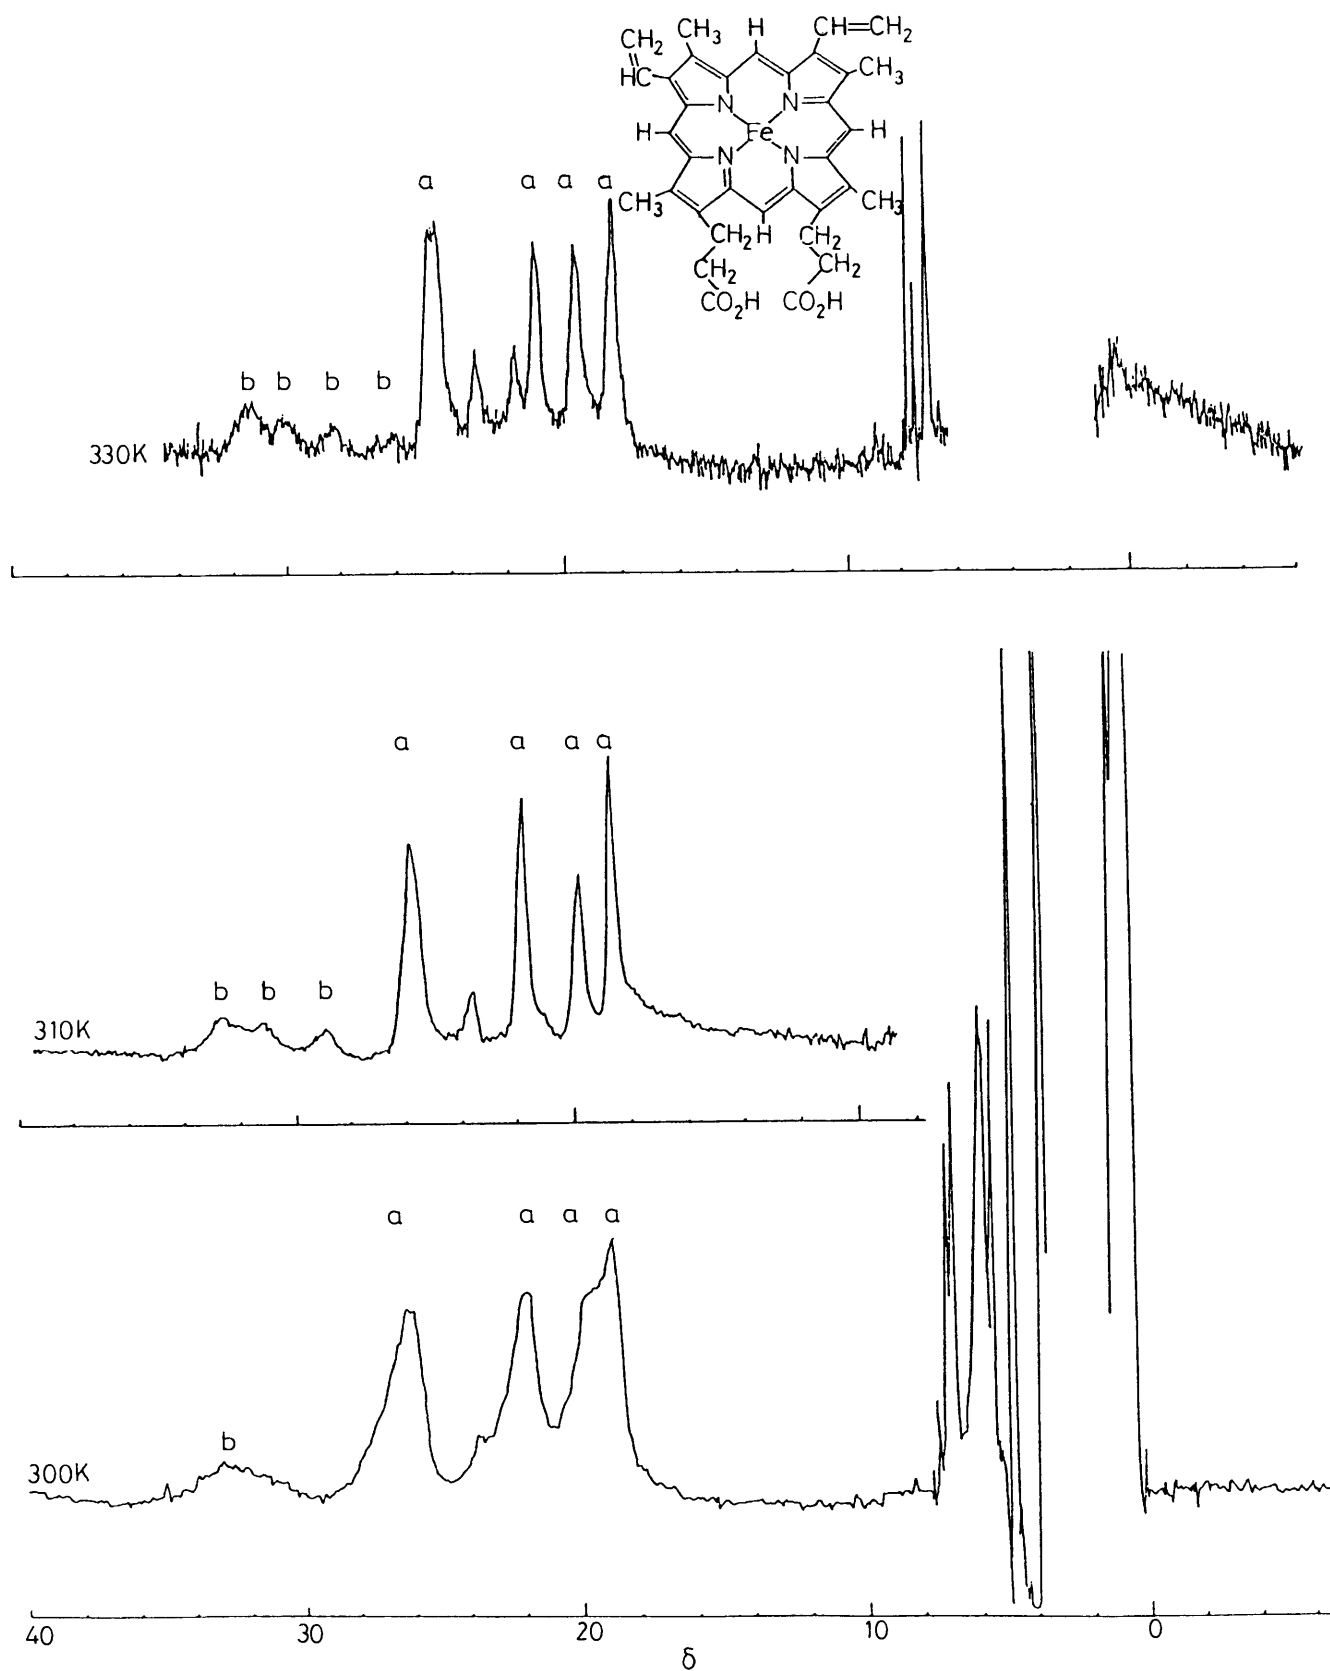 CH2 CH3 H CH=CH2
HC CH3
N N
H Fe H
N N
a a a a CH3 CH3
CH2 H CH2
CH2 CH2
CO2H CO2H
b b b b
330K
a a a a
b b b
310K
a a a a
b
300K
40 30 20 10 0
δ